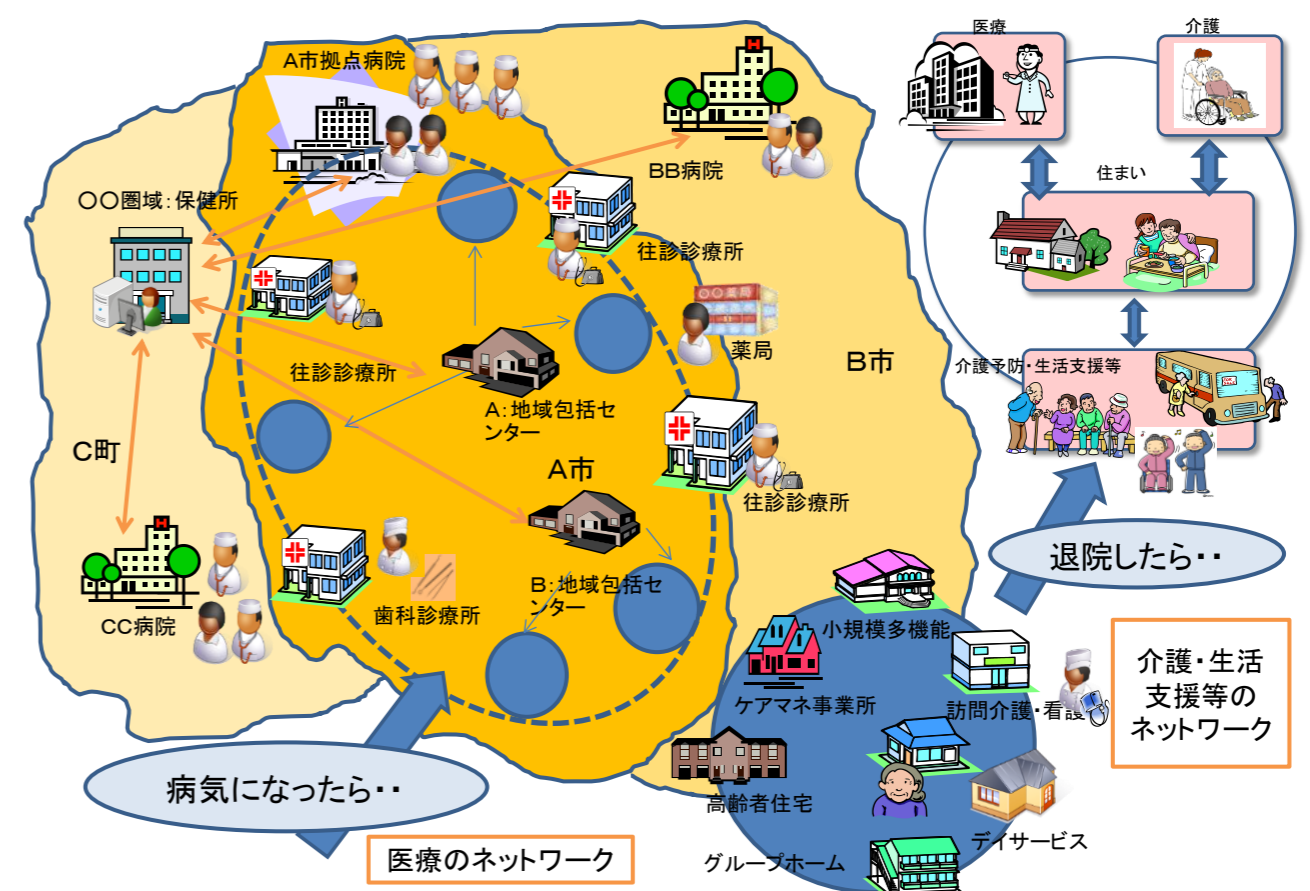 A市拠点病院
BB病院
〇〇圏域：保健所
往診診療所
〇〇薬局
薬局
往診診療所
A：地域包括セ
ンター
B市
C町
A市
往診診療所
B：地域包括セ
ンター
歯科診療所
CC病院
病気になったら・・
医療のネットワーク
医療
介護
住まい
介護予防・生活支援等
退院したら・・
小規模多機能
ケアマネ事業所
訪問介護・看護
高齢者住宅
デイサービス
グループホーム
介護・生活
支援等の
ネットワーク
H
H
H